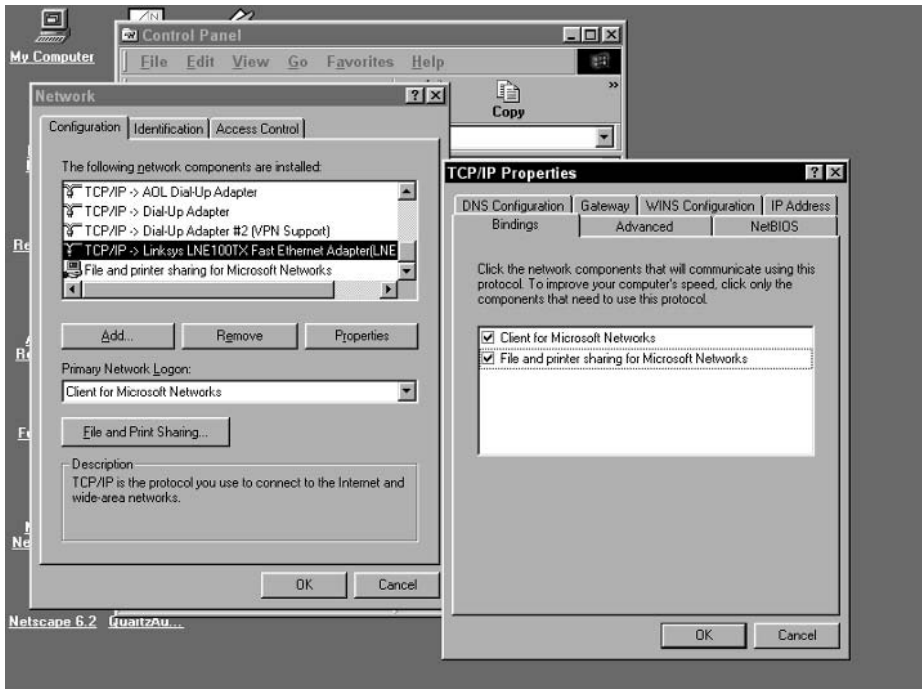 My Computer
Control Panel
File Edit View Go Favorites Help
Copy
»
Network
Configuration Identification Access Control
The following network components are installed:
TCP/IP -> AOL Dial-Up Adapter
TCP/IP -> Dial-Up Adapter
TCP/IP -> Dial-Up Adapter #2 (VPN Support)
TCP/IP -> Linksys LNE100TX Fast Ethernet Adapter(LNE
File and printer sharing for Microsoft Networks
Add... Remove Properties
Primary Network Logon:
Client for Microsoft Networks
File and Print Sharing...
Description
TCP/IP is the protocol you use to connect to the Internet and
wide-area networks.
OK Cancel
TCP/IP Properties
DNS Configuration Gateway WINS Configuration IP Address
Bindings Advanced NetBIOS
Click the network components that will communicate using this
protocol. To improve your computer's speed, click only the
components that need to use this protocol.
Client for Microsoft Networks
File and printer sharing for Microsoft Networks
OK Cancel
Netscape 6.2